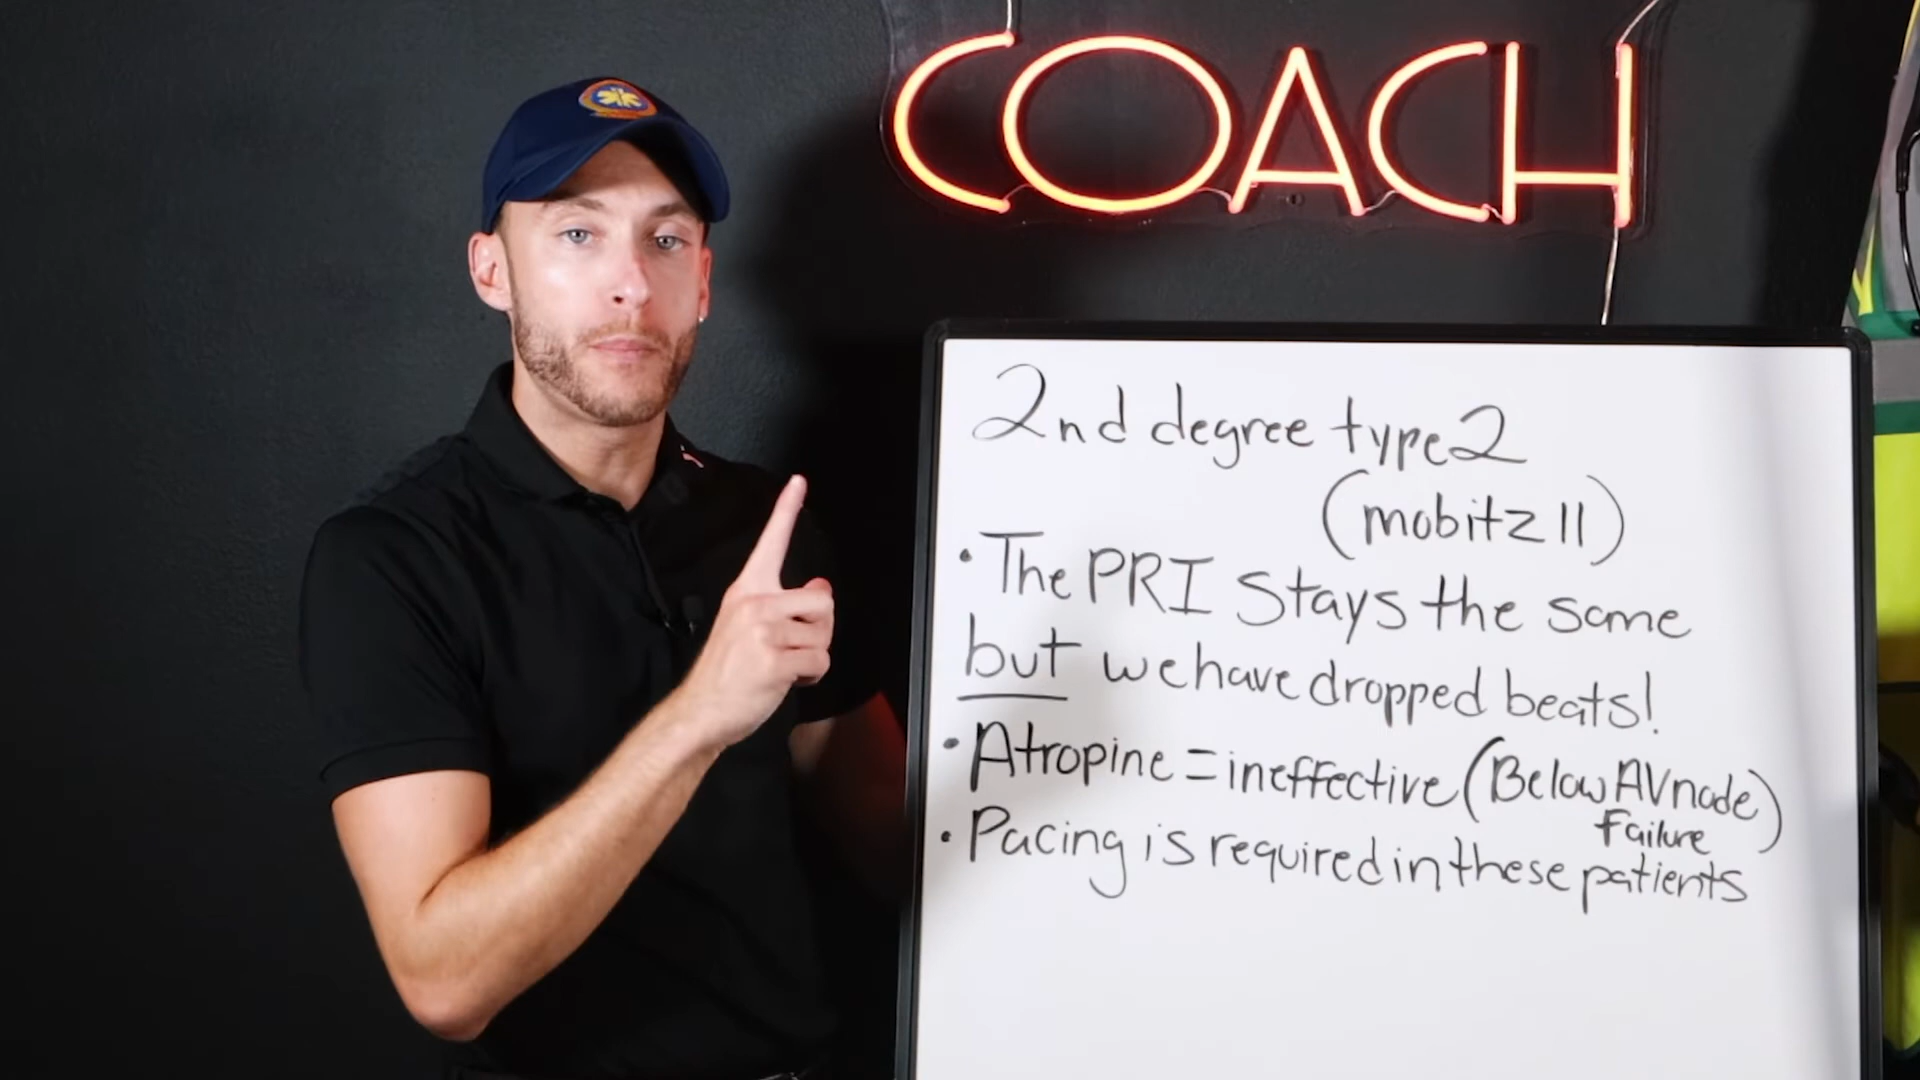 COACH
2nd degree type 2
(mobitz II)
• The PRI stays the same
but we have dropped beats!
• Atropine = ineffective (Below AV node
failure)
• Pacing is required in these patients